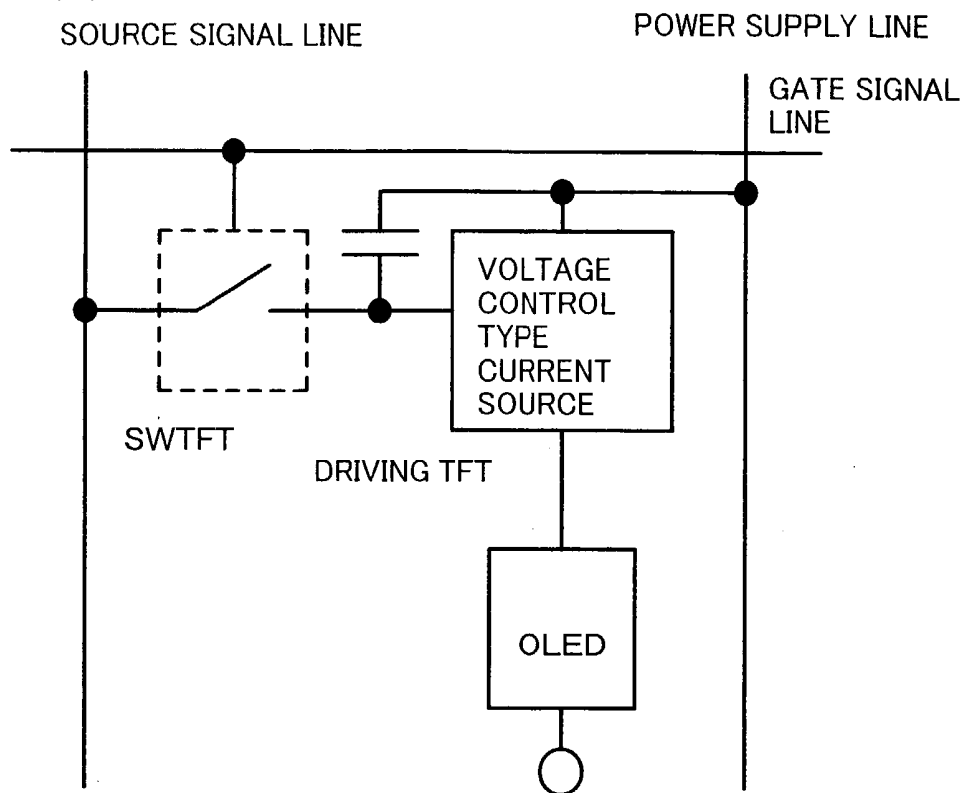 SOURCE SIGNAL LINE
POWER SUPPLY LINE
GATE SIGNAL
LINE
VOLTAGE
CONTROL
TYPE
CURRENT
SOURCE
SWTFT
DRIVING TFT
OLED